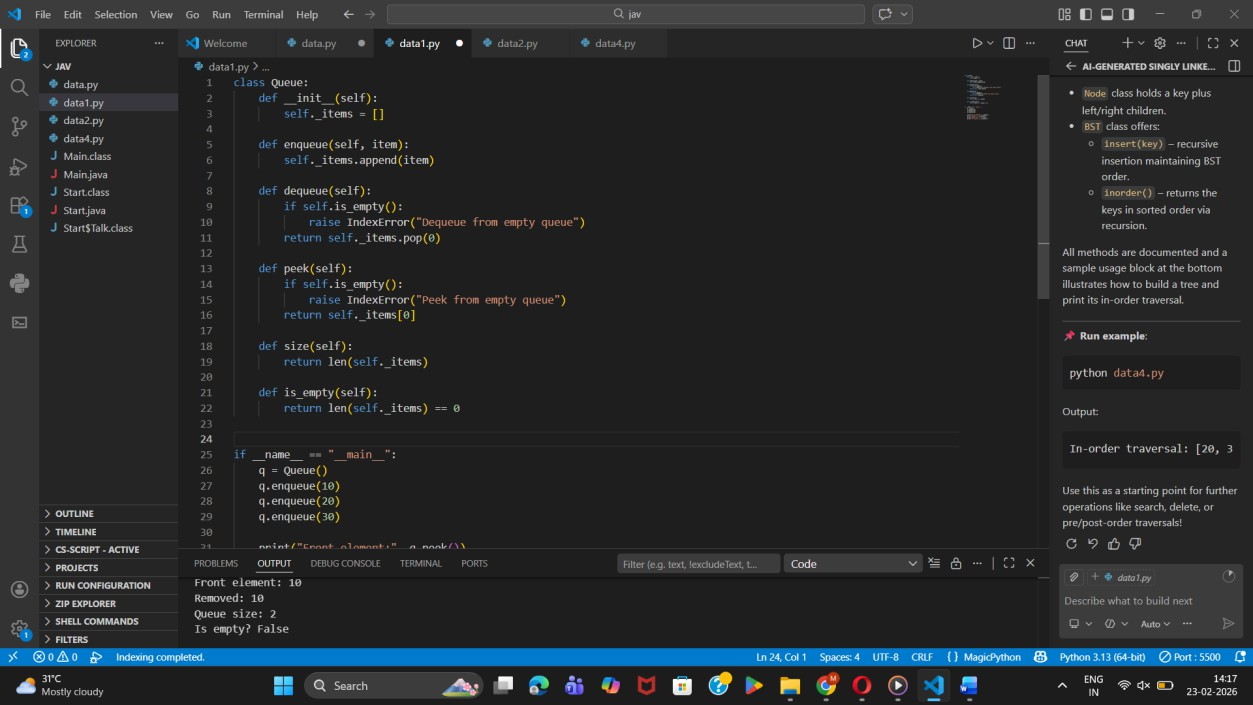 File Edit Selection View Go Run Terminal Help
jav
EXPLORER
JAV
data.py
data1.py
data2.py
data4.py
Main.class
Main.java
Start.class
Start.java
Start$Talk.class
OUTLINE
TIMELINE
CS-SCRIPT - ACTIVE
PROJECTS
RUN CONFIGURATION
ZIP EXPLORER
SHELL COMMANDS
FILTERS
2
1
1
Welcome data.py data1.py data2.py data4.py
data1.py > ...
1 class Queue:
2     def __init__(self):
3         self._items = []
4
5     def enqueue(self, item):
6         self._items.append(item)
7
8     def dequeue(self):
9         if self.is_empty():
10             raise IndexError("Dequeue from empty queue")
11         return self._items.pop(0)
12
13     def peek(self):
14         if self.is_empty():
15             raise IndexError("Peek from empty queue")
16         return self._items[0]
17
18     def size(self):
19         return len(self._items)
20
21     def is_empty(self):
22         return len(self._items) == 0
23
24
25 if __name__ == "__main__":
26     q = Queue()
27     q.enqueue(10)
28     q.enqueue(20)
29     q.enqueue(30)
30
31     print("Front element:", q.peek())
PROBLEMS OUTPUT DEBUG CONSOLE TERMINAL PORTS
Filter (e.g. text, !excludeText, t...
Code
Front element: 10
Removed: 10
Queue size: 2
Is empty? False
CHAT
AI-GENERATED SINGLY LINKE...
• Node class holds a key plus
left/right children.
• BST class offers:
insert(key) – recursive
insertion maintaining BST
order.
inorder() – returns the
keys in sorted order via
recursion.
All methods are documented and a
sample usage block at the bottom
illustrates how to build a tree and
print its in-order traversal.
📌 Run example:
python data4.py
Output:
In-order traversal: [20, 3
Use this as a starting point for further
operations like search, delete, or
pre/post-order traversals!
data1.py
Describe what to build next
Auto
0 0 Indexing completed.
Ln 24, Col 1 Spaces: 4 UTF-8 CRLF { } MagicPython Python 3.13 (64-bit) Port : 5500
31°C
Mostly cloudy
Search
ENG
IN
14:17
23-02-2026